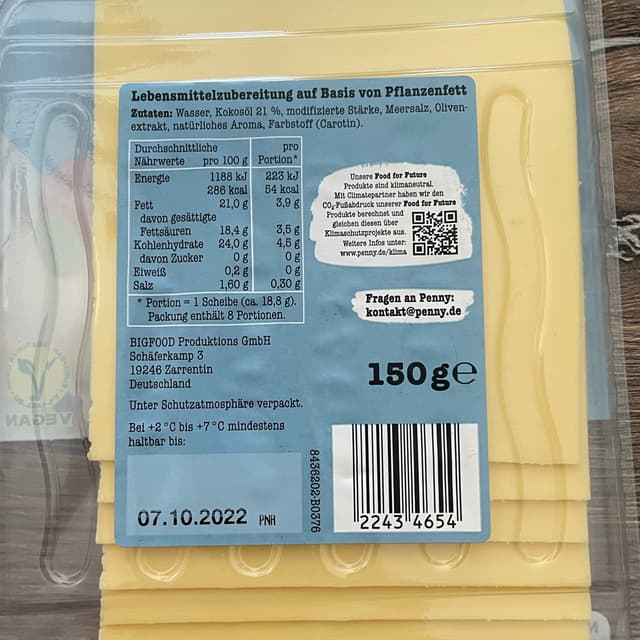 Lebensmittelzubereitung auf Basis von Pflanzenfett
Zutaten: Wasser, Kokosöl 21 %, modifizierte Stärke, Meersalz, Oliven-
extrakt, natürliches Aroma, Farbstoff (Carotin).
Durchschnittliche pro
Nährwerte pro 100 g Portion*
Energie 1188 kJ 223 kJ
286 kcal 54 kcal
Fett 21,0 g 3,9 g
davon gesättigte
Fettsäuren 18,4 g 3,5 g
Kohlenhydrate 24,0 g 4,5 g
davon Zucker 0 g 0 g
Eiweiß 0,2 g 0 g
Salz 1,60 g 0,30 g
* Portion = 1 Scheibe (ca. 18,8 g).
Packung enthält 8 Portionen.
Unsere Food for Future
Produkte sind klimaneutral.
Mit Climatepartner haben wir den
CO₂-Fußabdruck unserer Food for Future
Produkte berechnet und
gleichen diesen über
Klimaschutzprojekte aus.
Weitere Infos unter:
www.penny.de/klima
Fragen an Penny:
kontakt@penny.de
BIGFOOD Produktions GmbH
Schäferkamp 3
19246 Zarrentin
Deutschland
150 g e
Unter Schutzatmosphäre verpackt.
Bei +2 °C bis +7 °C mindestens
haltbar bis:
07.10.2022 PNH
8436202-B0376
2243 4654
VEGAN